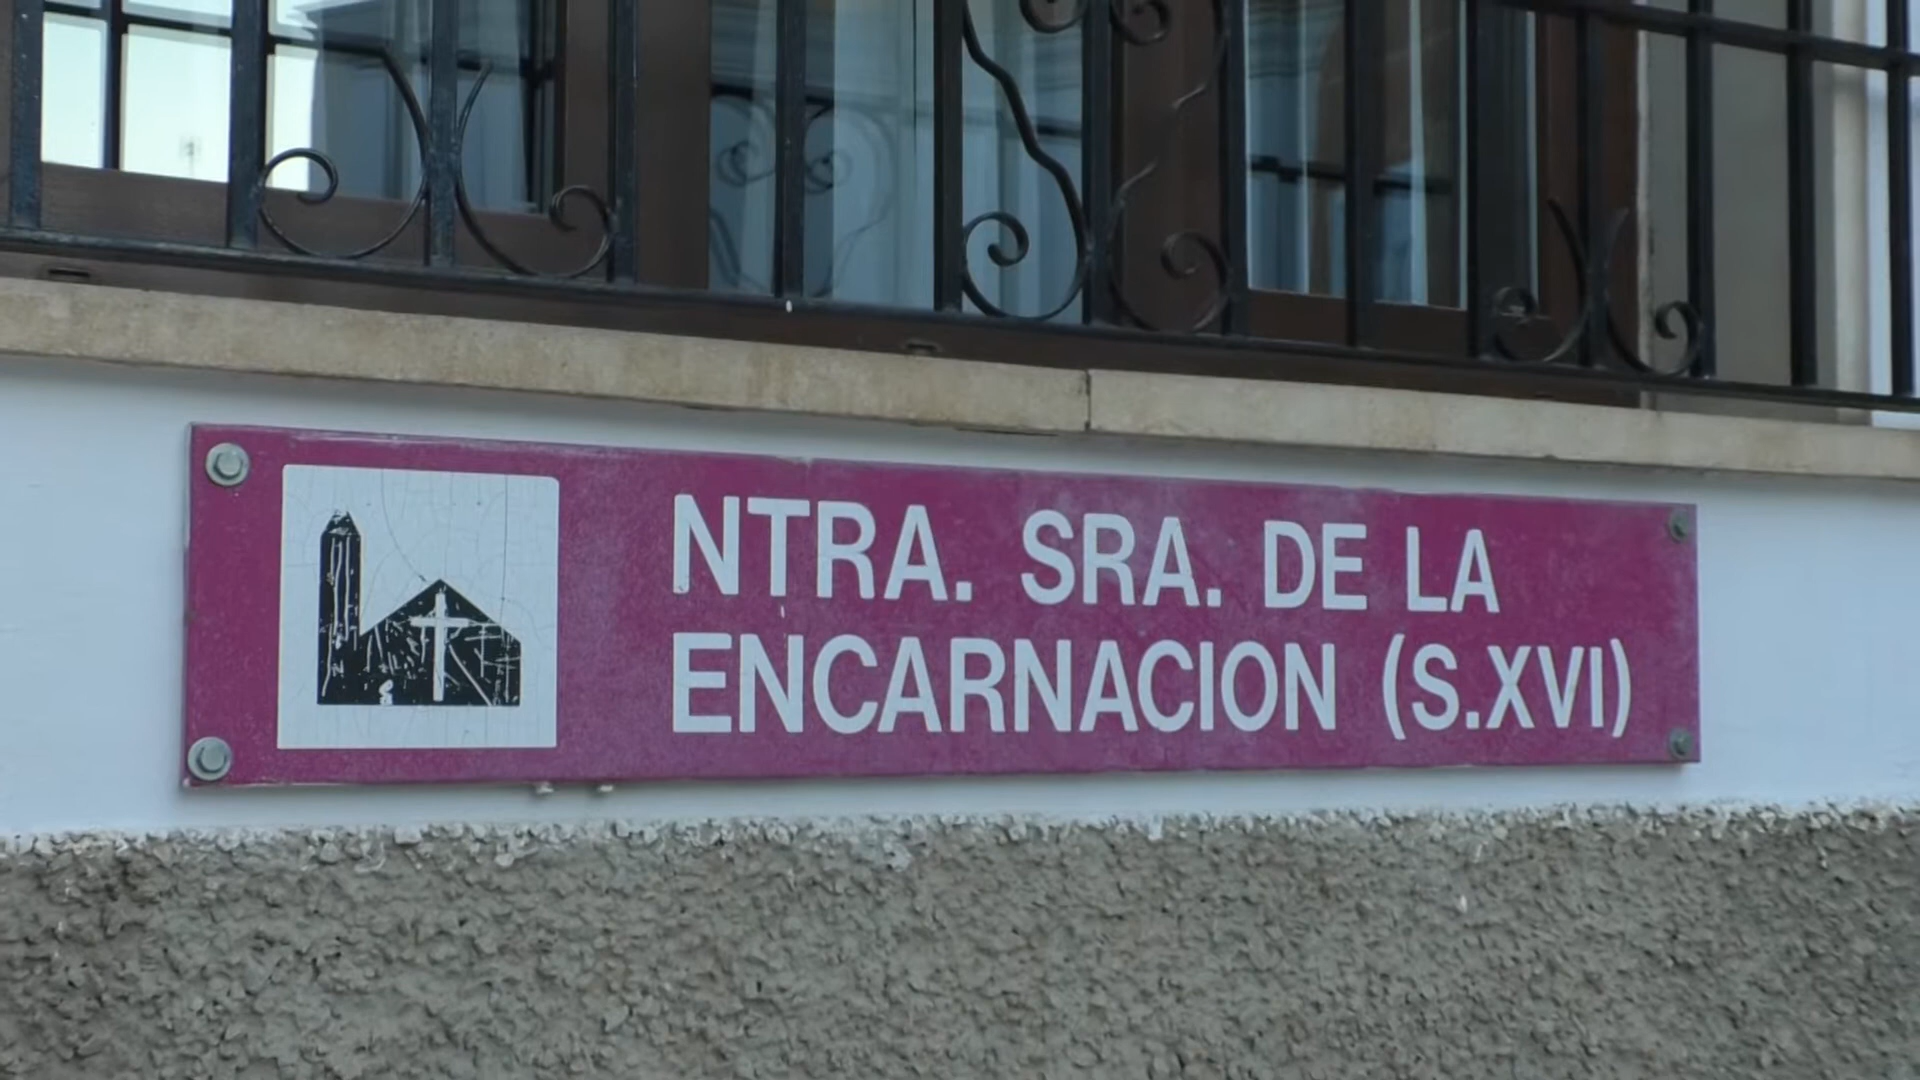 NTRA. SRA. DE LA
ENCARNACION (S.XVI)